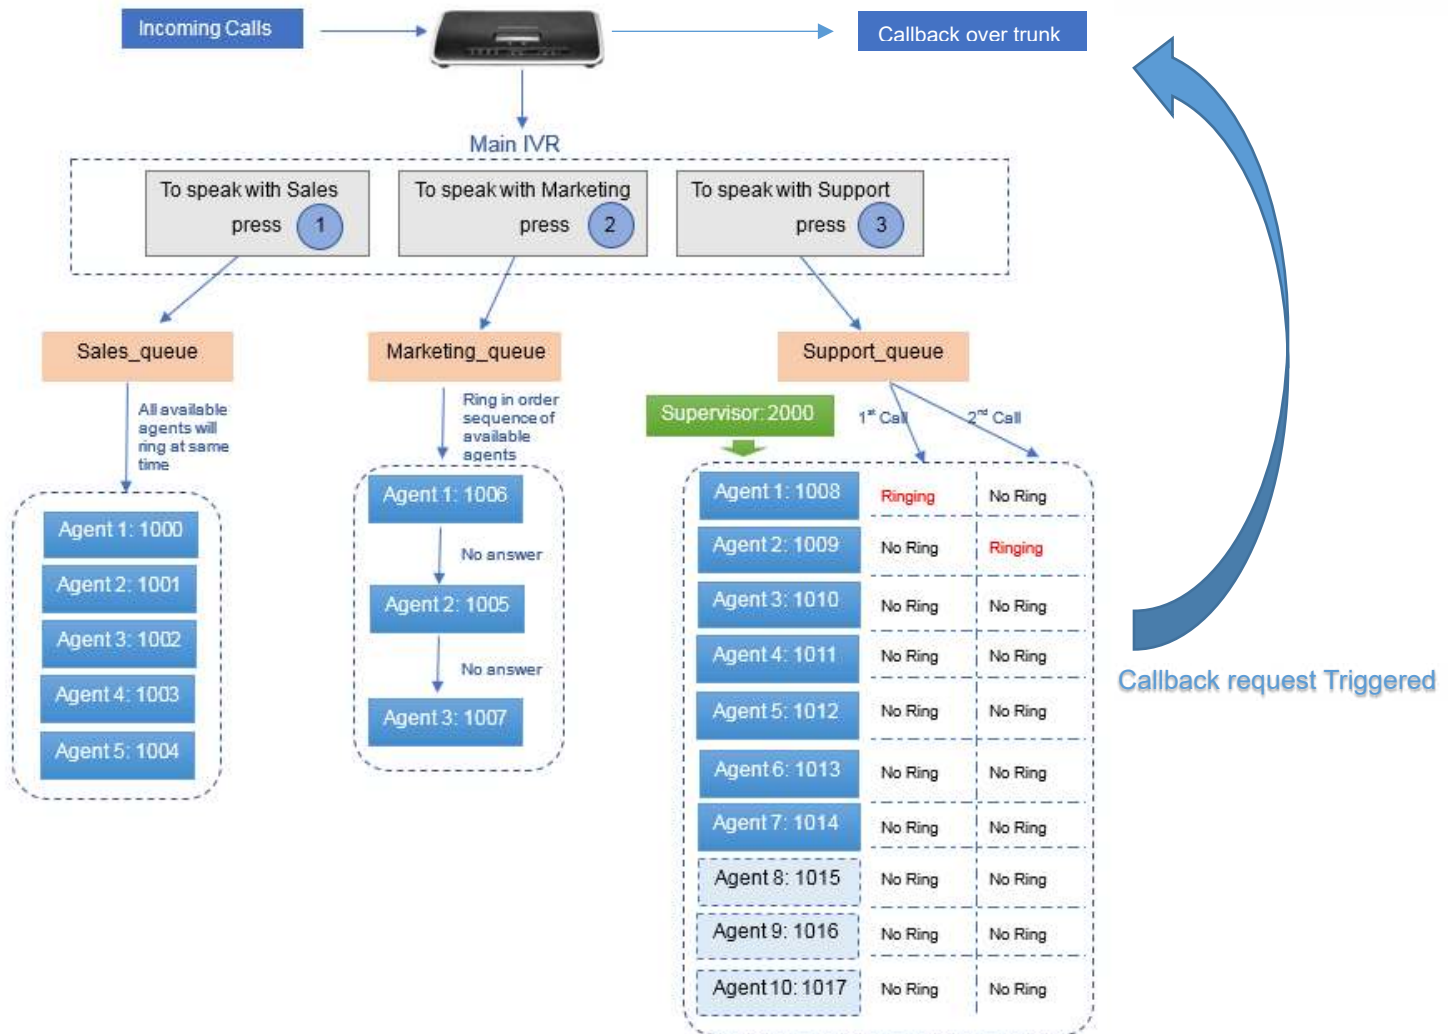 Incoming Calls
Callback over trunk
Main IVR
To speak with Sales
press 1
To speak with Marketing
press 2
To speak with Support
press 3
Sales_queue
Marketing_queue
Support_queue
All available
agents will
ring at same
time
Ring in order
sequence of
available
agents
Supervisor: 2000
1st Call
2nd Call
Agent 1: 1000
Agent 2: 1001
Agent 3: 1002
Agent 4: 1003
Agent 5: 1004
Agent 1: 1006
No answer
Agent 2: 1005
No answer
Agent 3: 1007
Agent 1: 1008 Ringing No Ring
Agent 2: 1009 No Ring Ringing
Agent 3: 1010 No Ring No Ring
Agent 4: 1011 No Ring No Ring
Agent 5: 1012 No Ring No Ring
Agent 6: 1013 No Ring No Ring
Agent 7: 1014 No Ring No Ring
Agent 8: 1015 No Ring No Ring
Agent 9: 1016 No Ring No Ring
Agent 10: 1017 No Ring No Ring
Callback request Triggered